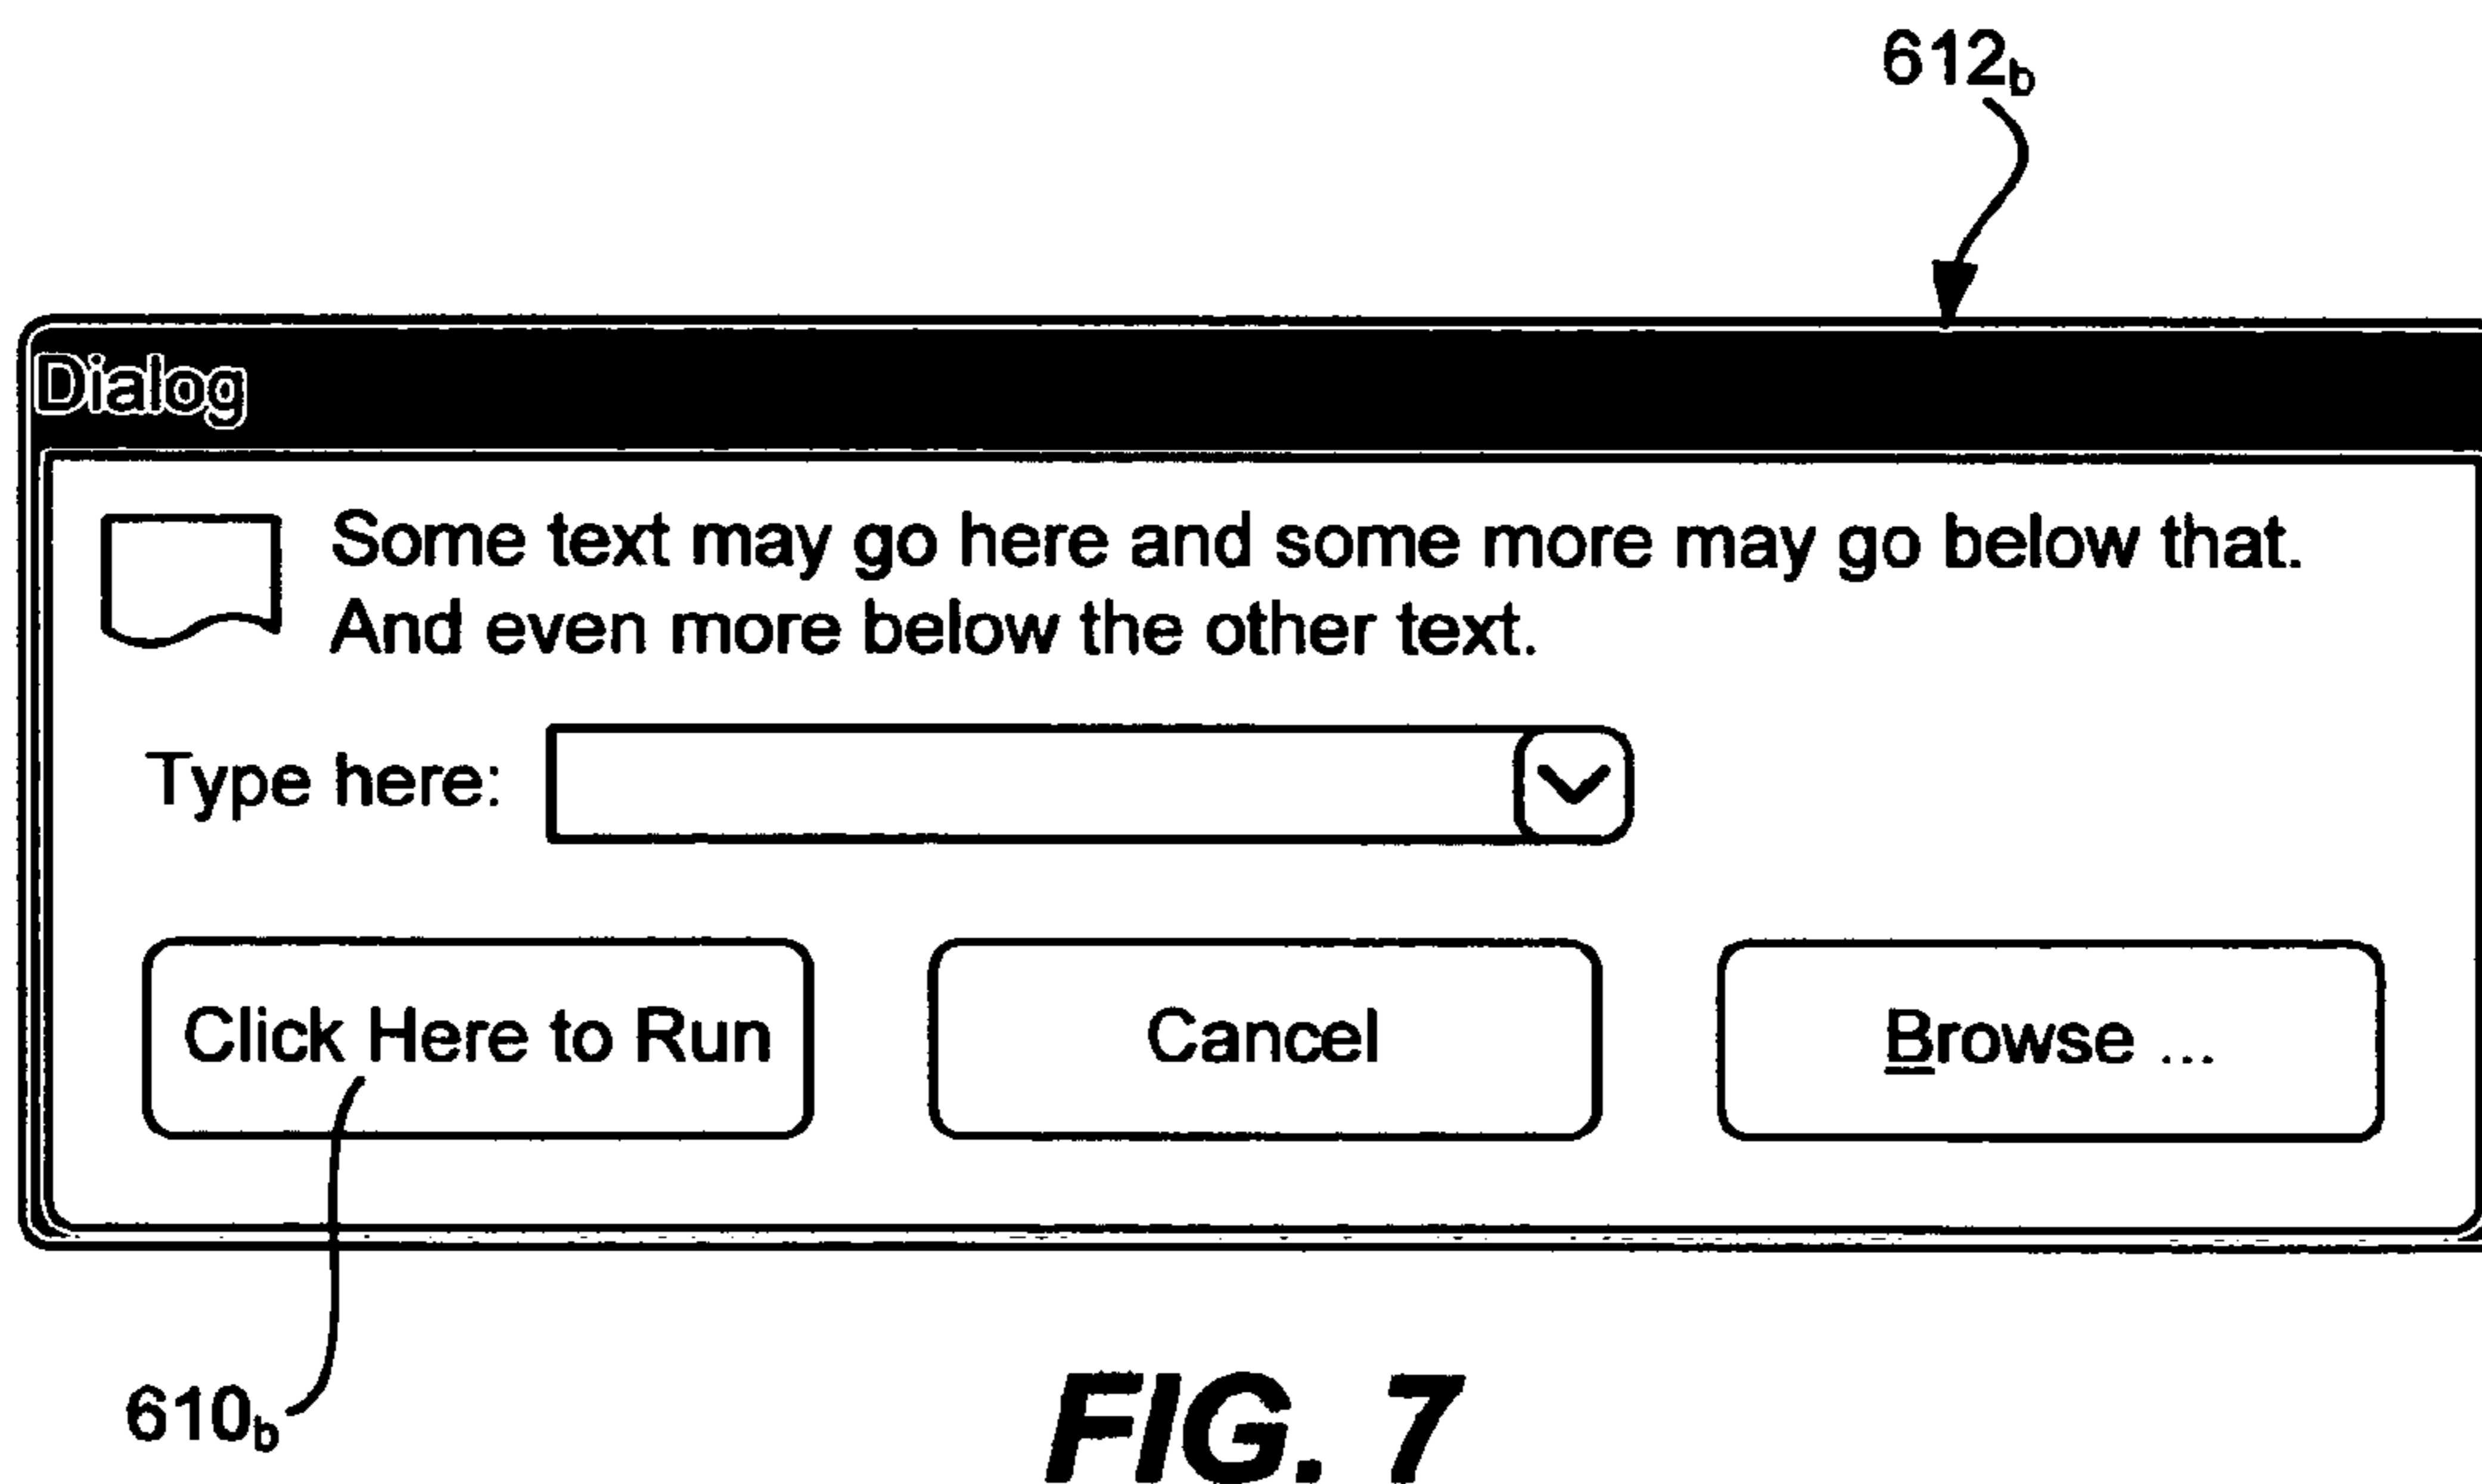 612b
Dialog
Some text may go here and some more may go below that.
And even more below the other text.
Type here:
Click Here to Run
Cancel
Browse ...
610b
FIG. 7